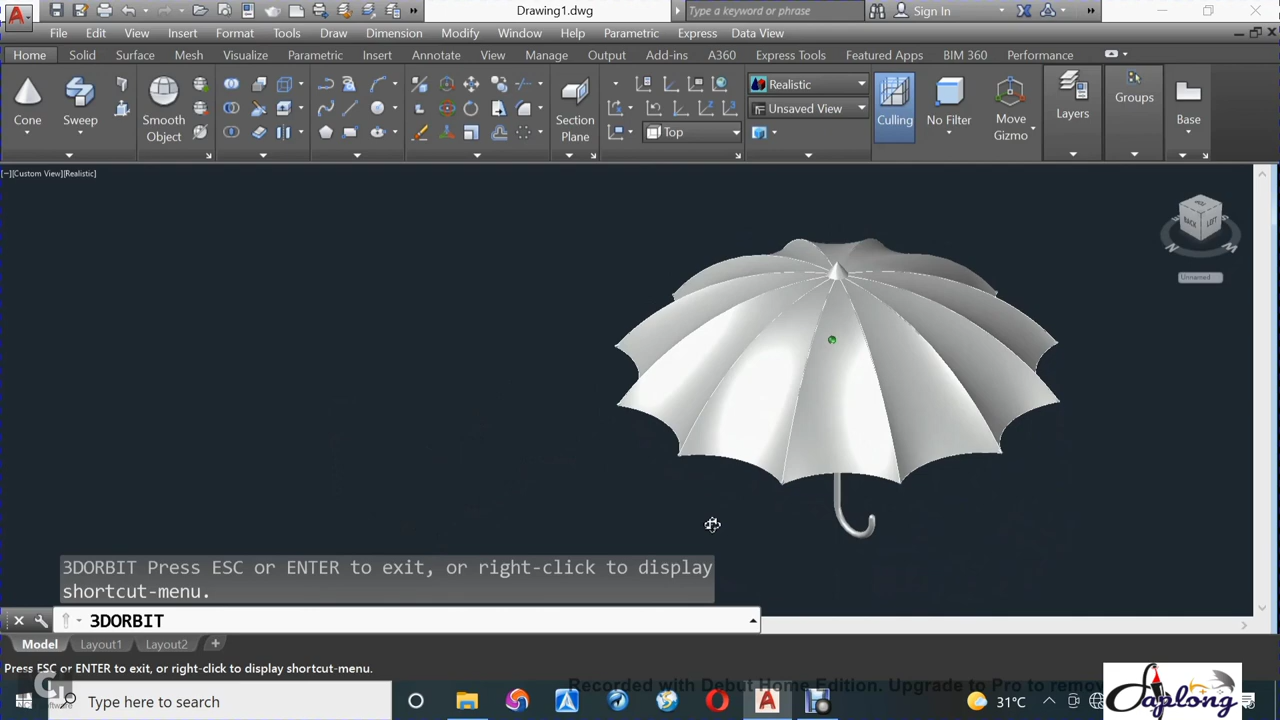 Drawing1.dwg
Type a keyword or phrase
Sign In
File Edit View Insert Format Tools Draw Dimension Modify Window Help Parametric Express Data View
Home Solid Surface Mesh Visualize Parametric Insert Annotate View Manage Output Add-ins A360 Express Tools Featured Apps BIM 360 Performance
Cone
Sweep
Smooth
Object
Section
Plane
Top
Realistic
Unsaved View
Culling
No Filter
Move
Gizmo
Layers
Groups
Base
[−][Custom View][Realistic]
BACK
LEFT
Unnamed
3DORBIT Press ESC or ENTER to exit, or right-click to display
shortcut-menu.
3DORBIT
Model Layout1 Layout2 +
Press ESC or ENTER to exit, or right-click to display shortcut-menu.
Recorded with Debut Home Edition. Upgrade to Pro to remov
Type here to search
31°C
Daplong